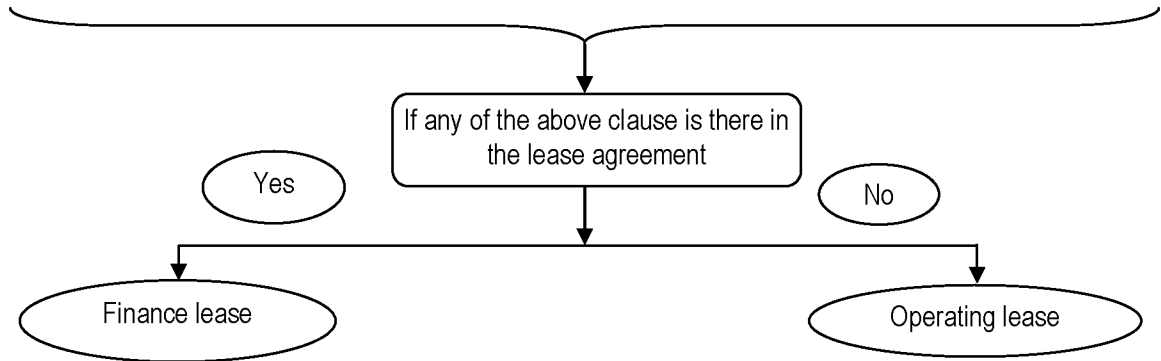 If any of the above clause is there in
the lease agreement
Yes
No
Finance lease
Operating lease